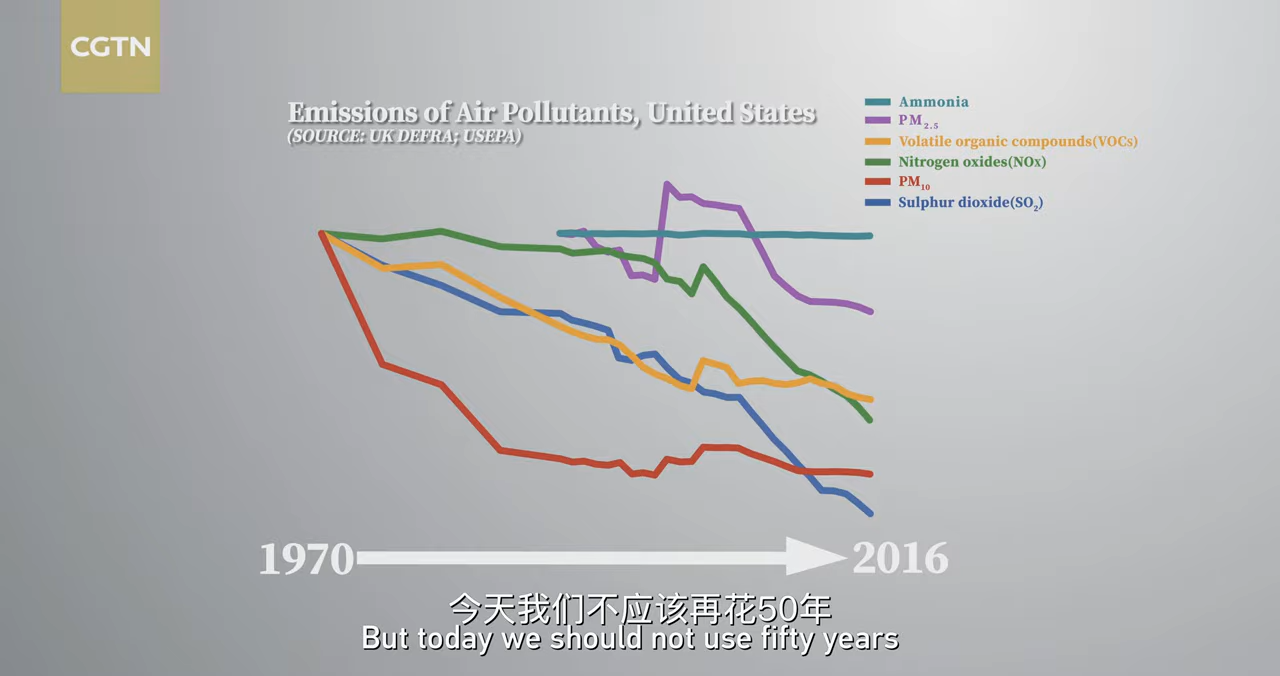 CGTN
Emissions of Air Pollutants, United States
(SOURCE: UK DEFRA; USEPA)
Ammonia
PM2.5
Volatile organic compounds(VOCs)
Nitrogen oxides(NOx)
PM10
Sulphur dioxide(SO2)
1970
2016
今天我们不应该再花50年
But today we should not use fifty years